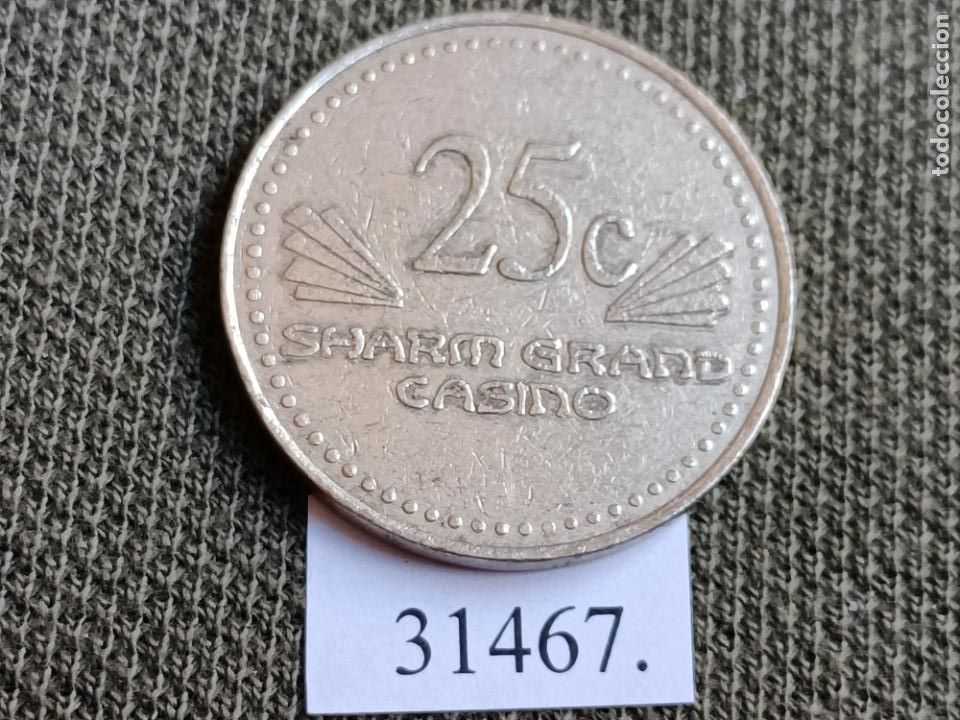 25c
SHARM GRAND
CASINO
31467.
todocoleccion